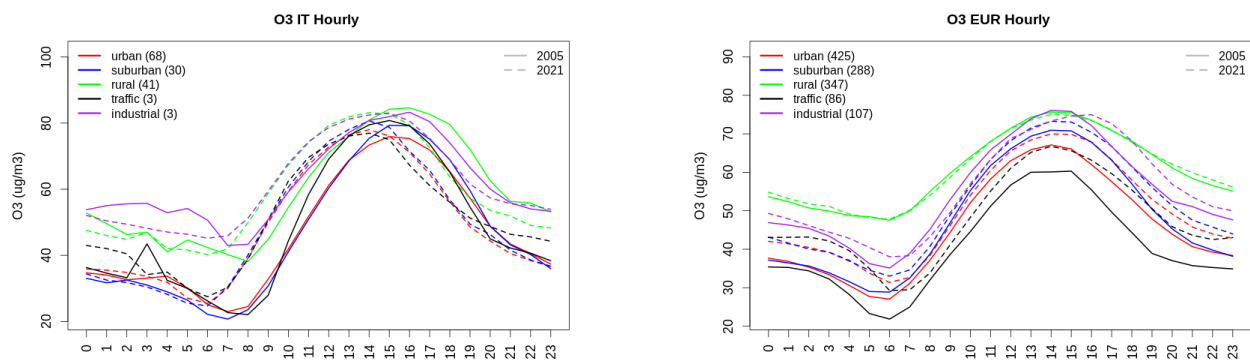 O3 IT Hourly
O3 (ug/m3)
100
80
60
40
20
urban (68)
suburban (30)
rural (41)
traffic (3)
industrial (3)
2005
2021
0 1 2 3 4 5 6 7 8 9 10 11 12 13 14 15 16 17 18 19 20 21 22 23
O3 EUR Hourly
O3 (ug/m3)
90
80
70
60
50
40
30
20
urban (425)
suburban (288)
rural (347)
traffic (86)
industrial (107)
2005
2021
0 1 2 3 4 5 6 7 8 9 10 11 12 13 14 15 16 17 18 19 20 21 22 23